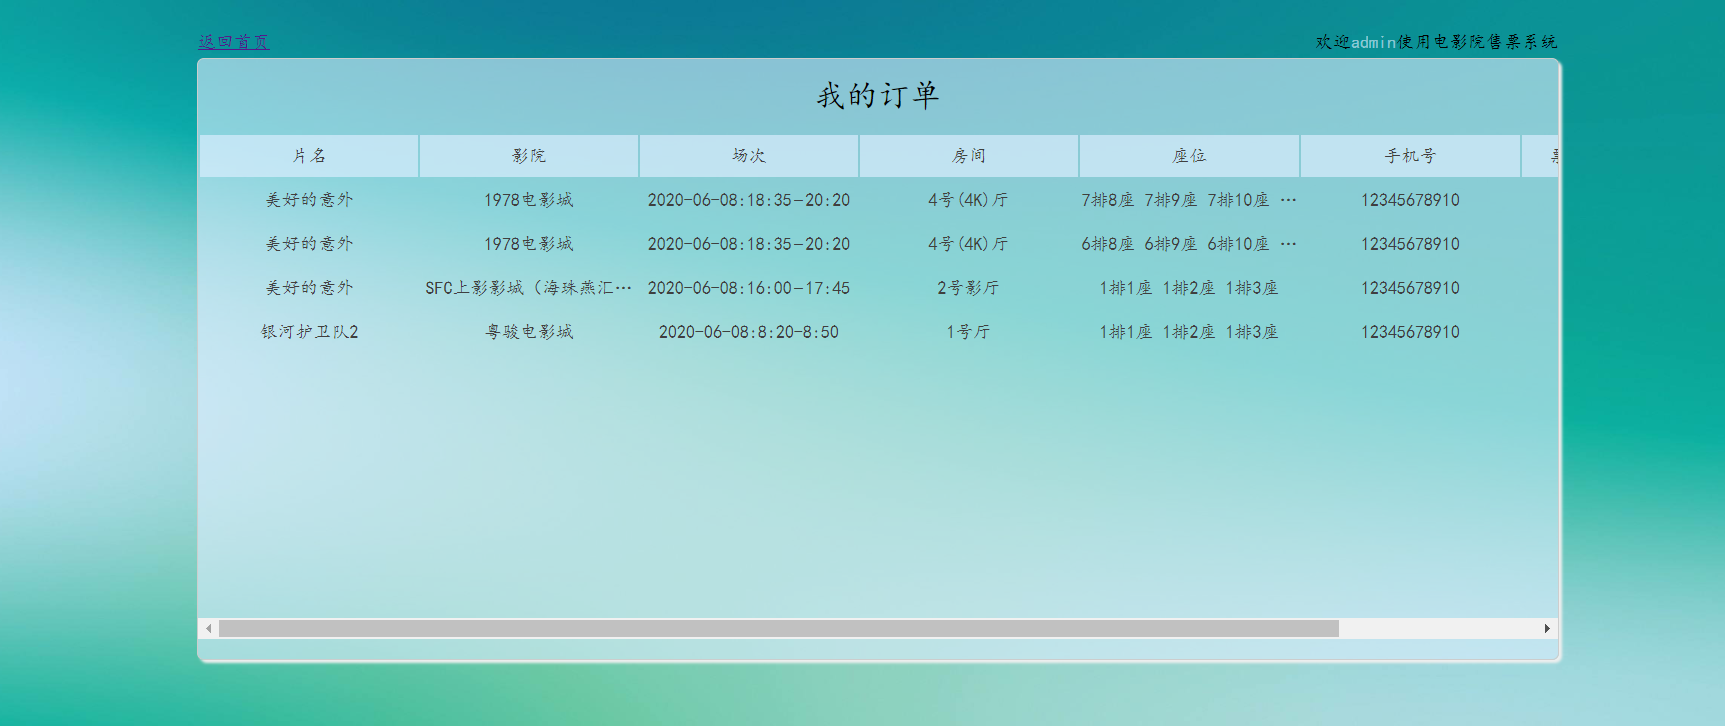 返回首页 欢迎admin使用电影院售票系统
我的订单
片名 影院 场次 房间 座位 手机号
美好的意外 1978电影城 2020-06-08:18:35-20:20 4号(4K)厅 7排8座 7排9座 7排10座 … 12345678910
美好的意外 1978电影城 2020-06-08:18:35-20:20 4号(4K)厅 6排8座 6排9座 6排10座 … 12345678910
美好的意外 SFC上影影城（海珠燕汇… 2020-06-08:16:00-17:45 2号影厅 1排1座 1排2座 1排3座 12345678910
银河护卫队2 粤骏电影城 2020-06-08:8:20-8:50 1号厅 1排1座 1排2座 1排3座 12345678910